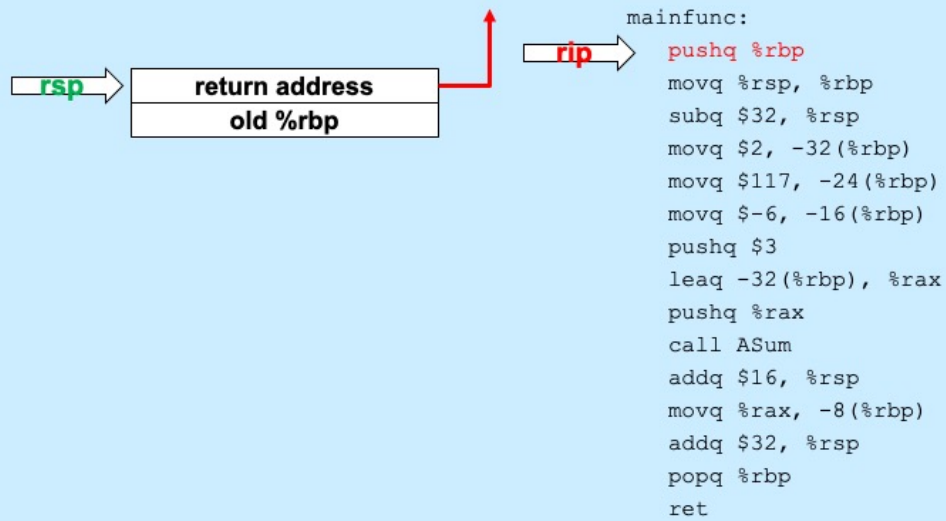 mainfunc:
rip
pushq %rbp
rsp
return address
movq %rsp, %rbp
old %rbp
subq $32, %rsp
movq $2, -32(%rbp)
movq $117, -24(%rbp)
movq $-6, -16(%rbp)
pushq $3
leaq -32(%rbp), %rax
pushq %rax
call ASum
addq $16, %rsp
movq %rax, -8(%rbp)
addq $32, %rsp
popq %rbp
ret